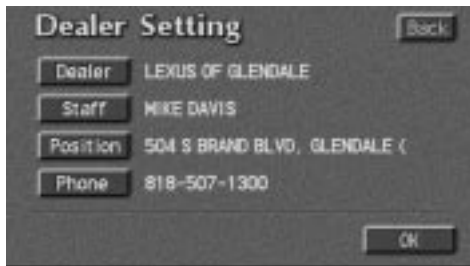 Dealer Setting Back
Dealer LEXUS OF GLENDALE
Staff MIKE DAVIS
Position 504 S BRAND BLVD, GLENDALE (
Phone 818-507-1300
OK